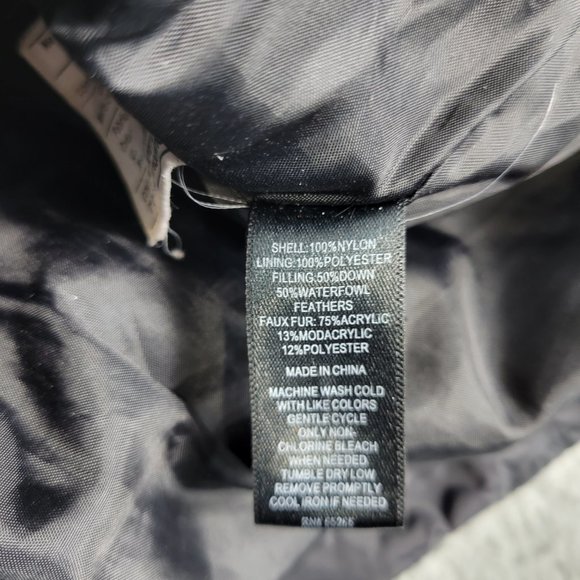 SHELL:100%NYLON
LINING:100%POLYESTER
FILLING:50%DOWN
50%WATERFOWL
FEATHERS
FAUX FUR: 75%ACRYLIC
13%MODACRYLIC
12%POLYESTER
MADE IN CHINA
MACHINE WASH COLD
WITH LIKE COLORS
GENTLE CYCLE
ONLY NON-
CHLORINE BLEACH
WHEN NEEDED
TUMBLE DRY LOW
REMOVE PROMPTLY
COOL IRON IF NEEDED